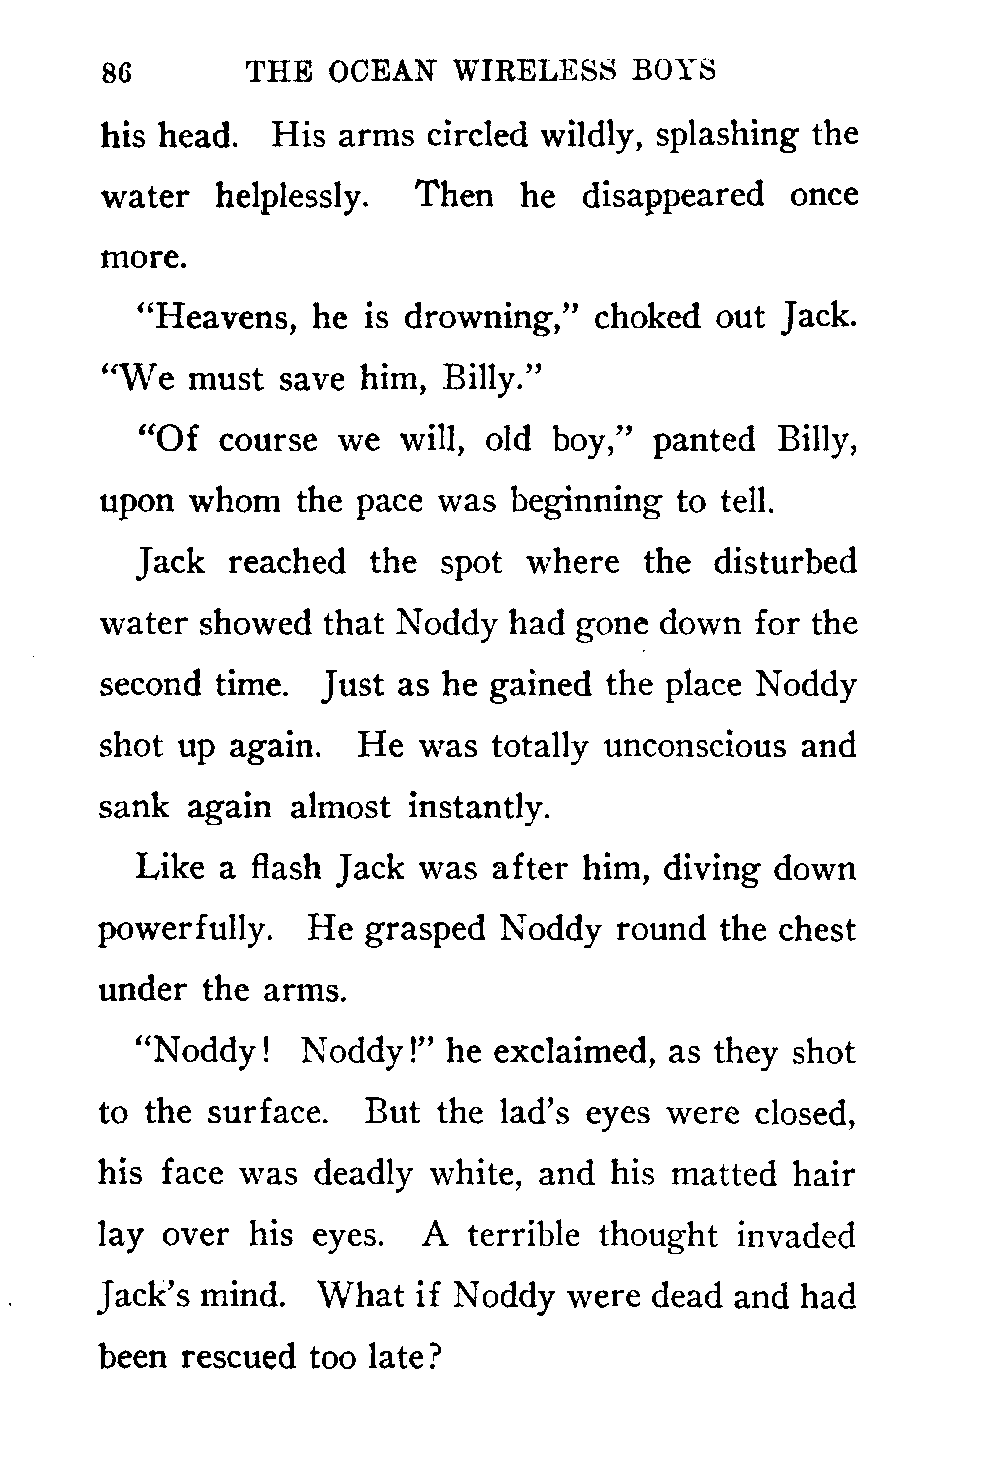 86 THE OCEAN WIRELESS BOYS
his head. His arms circled wildly, splashing the
water helplessly. Then he disappeared once
more.
“Heavens, he is drowning,” choked out Jack.
“We must save him, Billy.”
“Of course we will, old boy,” panted Billy,
upon whom the pace was beginning to tell.
Jack reached the spot where the disturbed
water showed that Noddy had gone down for the
second time. Just as he gained the place Noddy
shot up again. He was totally unconscious and
sank again almost instantly.
Like a flash Jack was after him, diving down
powerfully. He grasped Noddy round the chest
under the arms.
“Noddy! Noddy!” he exclaimed, as they shot
to the surface. But the lad’s eyes were closed,
his face was deadly white, and his matted hair
lay over his eyes. A terrible thought invaded
Jack’s mind. What if Noddy were dead and had
been rescued too late?